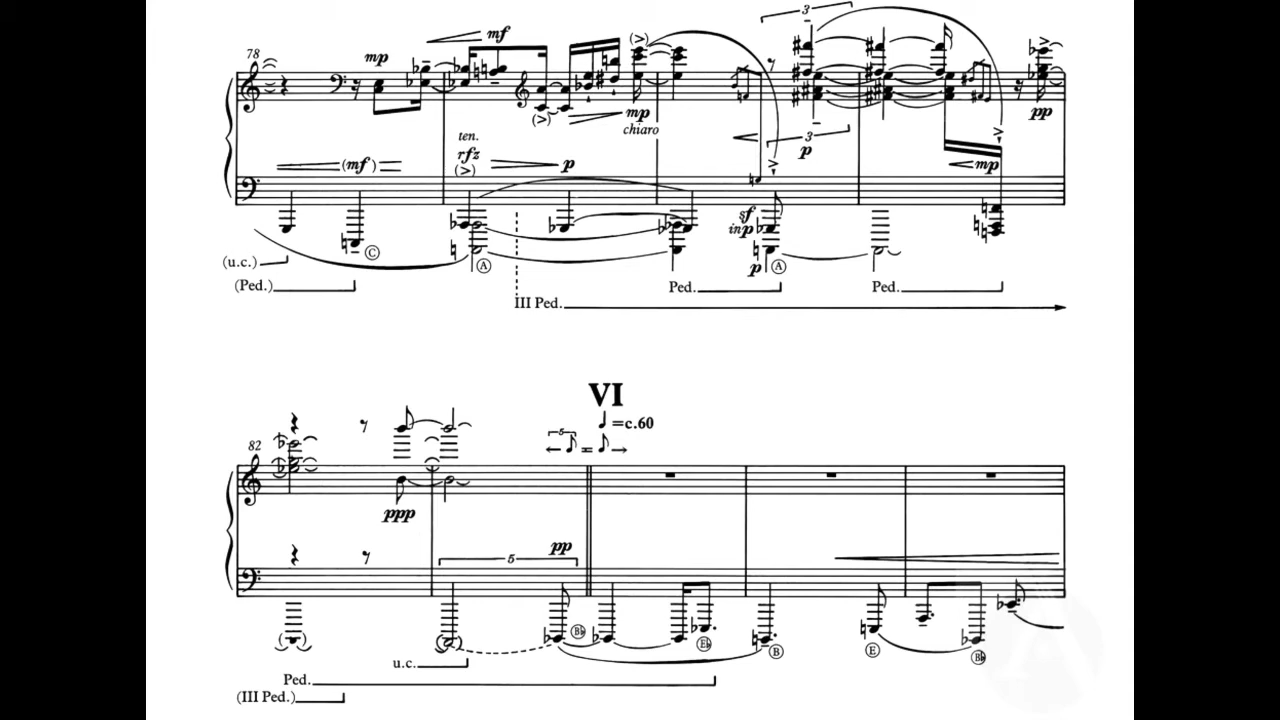 3
78 mp mf (>)
(>) mp chiaro 3 p pp
ten.
(mf) rfz p mp
(>)
sf
in p
C A p A
(u.c.)
(Ped.) Ped. Ped.
III Ped.
VI
♩ =c.60
82 5 ← ♪ = ♪ →
ppp
5 pp
B♭ E♭ B E B♭
u.c.
Ped.
(III Ped.)